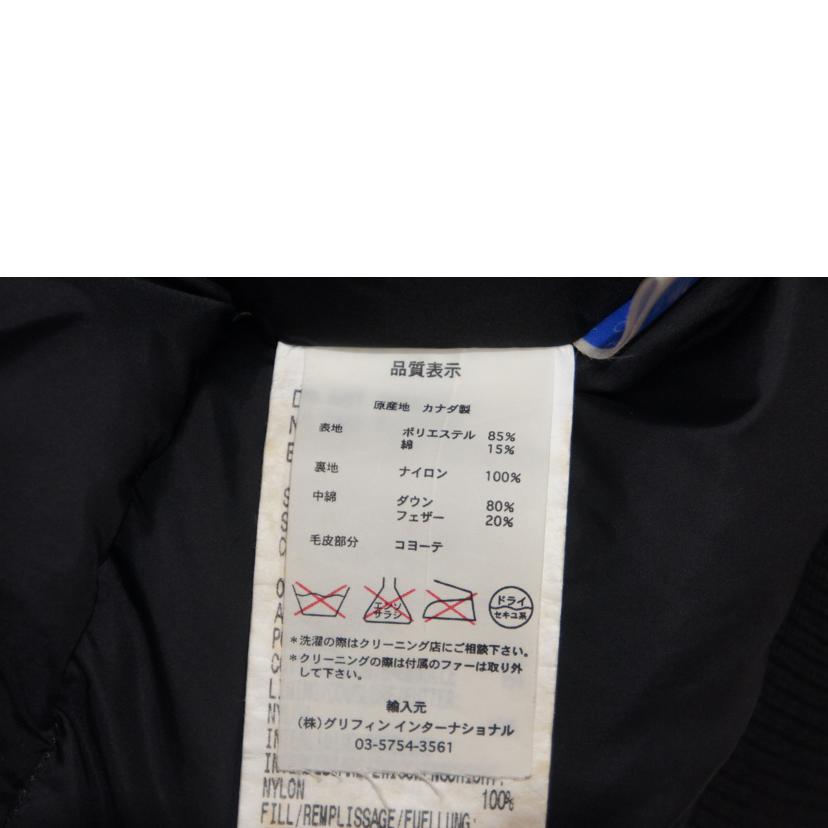 品質表示
原産地 カナダ製
表地 ポリエステル 85%
綿 15%
裏地 ナイロン 100%
中綿 ダウン 80%
フェザー 20%
毛皮部分 コヨーテ
エンソ
サラシ
ドライ
セキユ系
*洗濯の際はクリーニング店にご相談下さい。
*クリーニングの際は付属のファーは取り外
して下さい。
輸入元
(株)グリフィン インターナショナル
03-5754-3561
NYLON 100%
FILL/REMPLISSAGE/FUELLUNG: